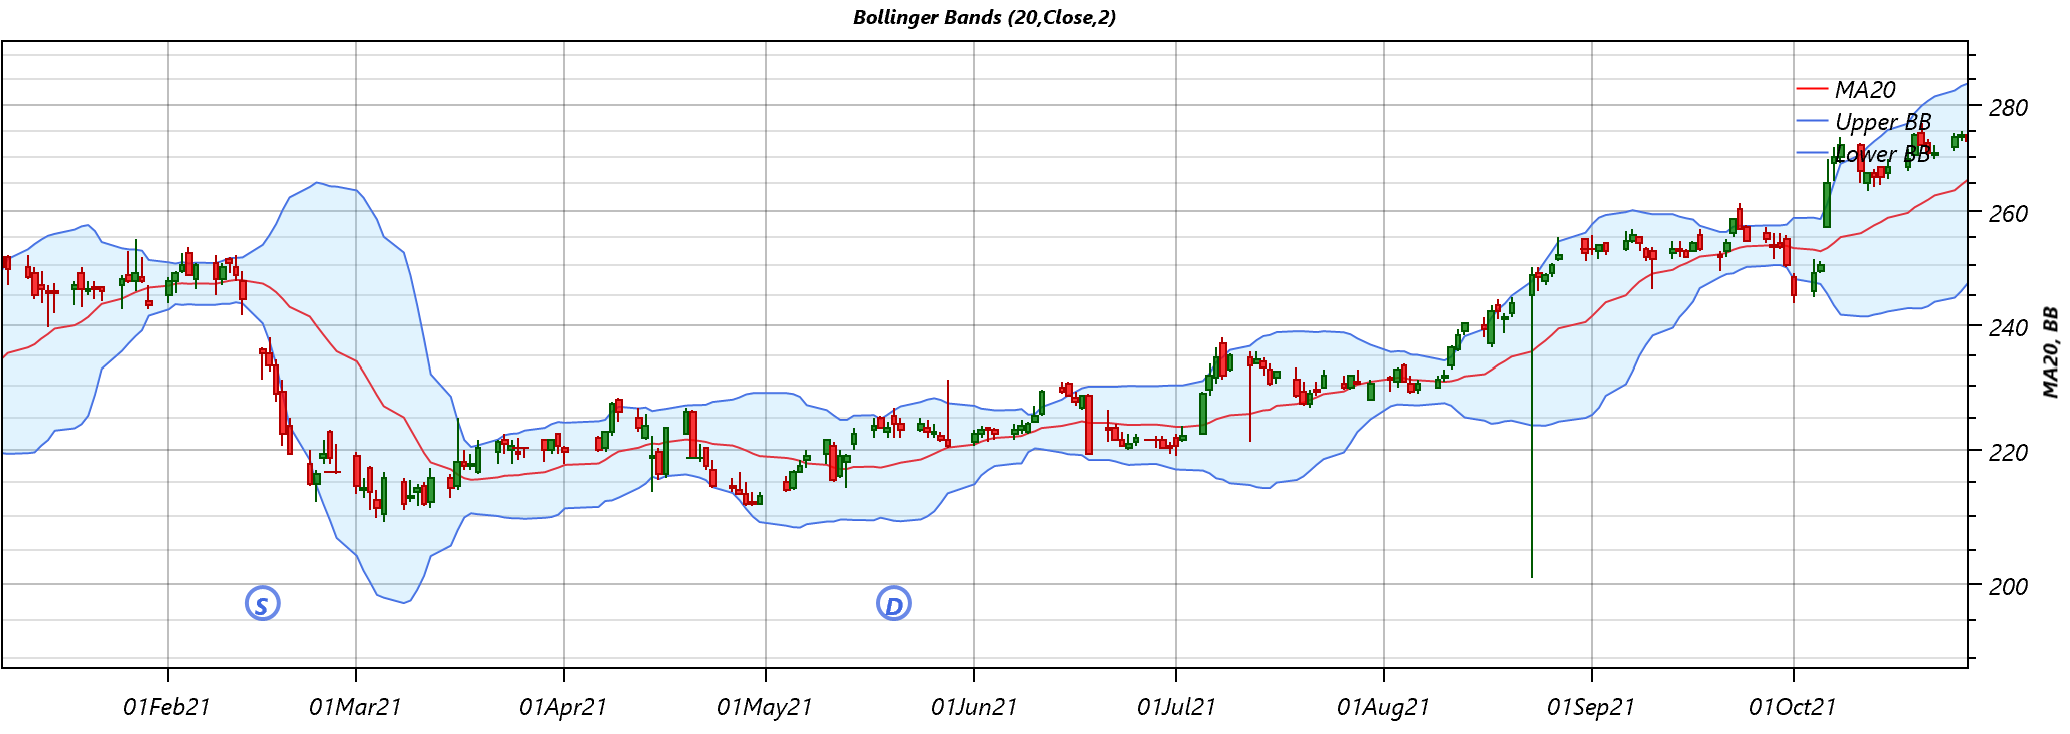 Bollinger Bands (20,Close,2)
MA20
Upper BB
Lower BB
280
260
240
220
200
MA20, BB
S
D
01Feb21
01Mar21
01Apr21
01May21
01Jun21
01Jul21
01Aug21
01Sep21
01Oct21